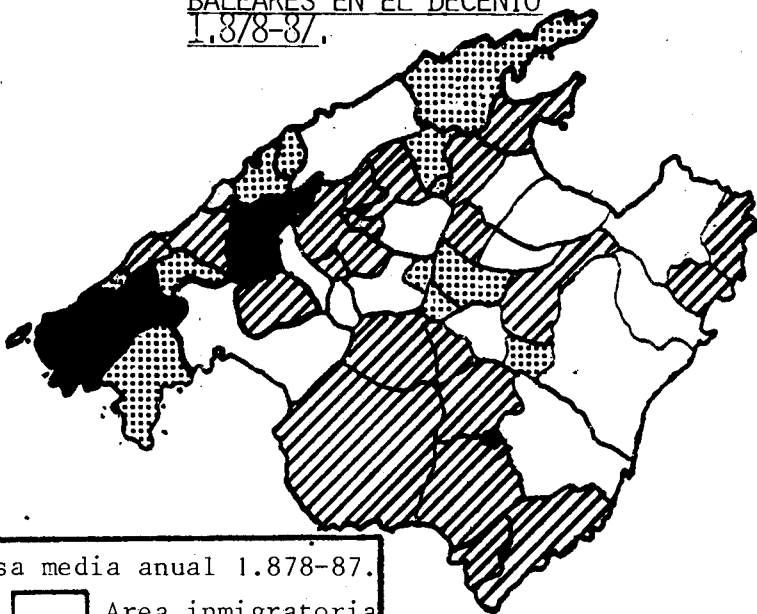 BALEARES EN EL DECENIO
1.878-87.
sa media anual 1.878-87.
Area inmigratoria